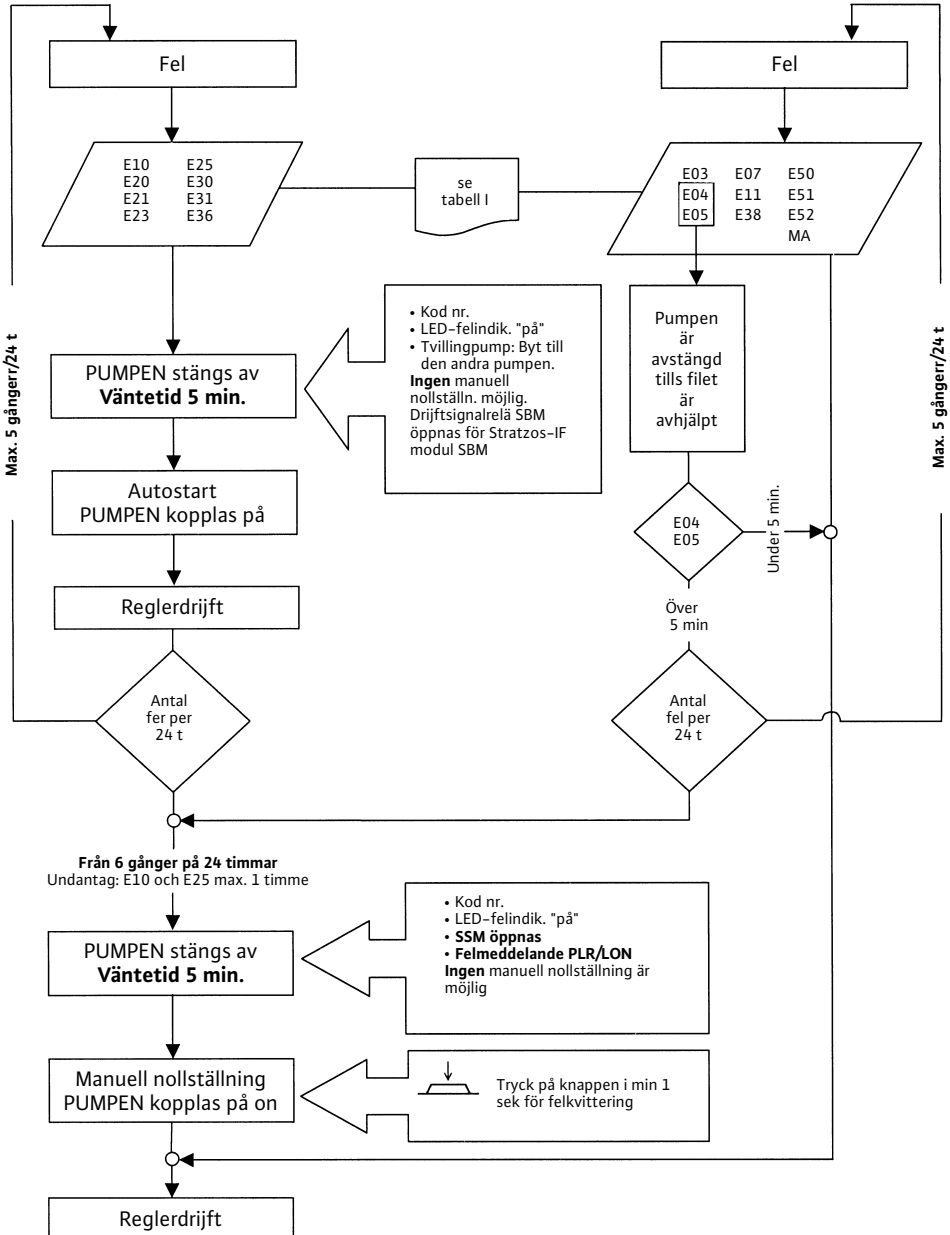 Fel
E10 E25
E20 E30
E21 E31
E23 E36
se
tabell I
Fel
E03 E07 E50
E04 E11 E51
E05 E38 E52
MA
Max. 5 gångerr/24 t
PUMPEN stängs av
Väntetid 5 min.
• Kod nr.
• LED-felindik. "på"
• Tvillingpump: Byt till
den andra pumpen.
Ingen manuell
nollställn. möjlig.
Drijftsignalrelä SBM
öppnas för Stratzos-IF
modul SBM
Pumpen
är
avstängd
tills filet
är
avhjälpt
Max. 5 gångerr/24 t
Autostart
PUMPEN kopplas på
E04
E05
Under 5 min.
Reglerdrijft
Över
5 min
Antal
fer per
24 t
Antal
fel per
24 t
Från 6 gånger på 24 timmar
Undantag: E10 och E25 max. 1 timme
PUMPEN stängs av
Väntetid 5 min.
• Kod nr.
• LED-felindik. "på"
• SSM öppnas
• Felmeddelande PLR/LON
Ingen manuell nollställning är
möjlig
Manuell nollställning
PUMPEN kopplas på on
Tryck på knappen i min 1
sek för felkvittering
Reglerdrijft